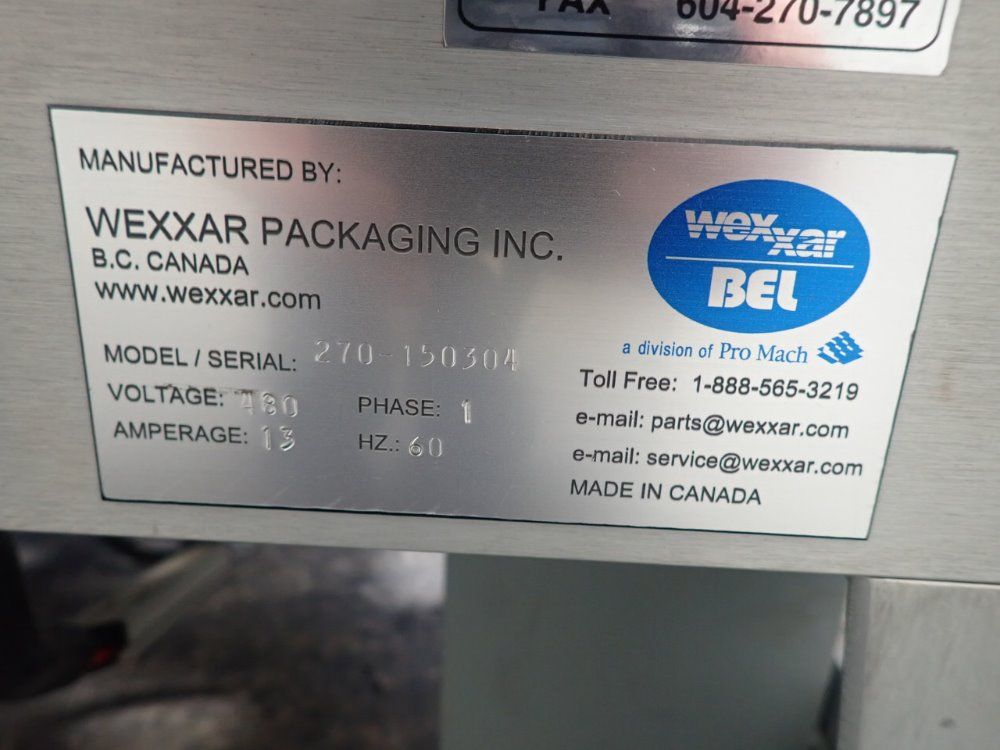 FAX 604-270-7897
MANUFACTURED BY:
WEXXAR PACKAGING INC.
B.C. CANADA
www.wexxar.com
MODEL / SERIAL: 270-150304
VOLTAGE: 480 PHASE: 1
AMPERAGE: 13 HZ.: 60
wexxar
BEL
a division of Pro Mach
Toll Free: 1-888-565-3219
e-mail: parts@wexxar.com
e-mail: service@wexxar.com
MADE IN CANADA